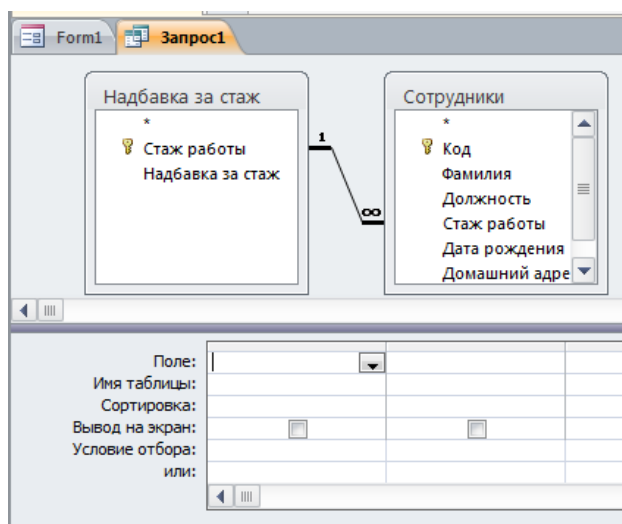 Form1
Запрос1
Надбавка за стаж
*
Стаж работы
Надбавка за стаж
1
∞
Сотрудники
*
Код
Фамилия
Должность
Стаж работы
Дата рождения
Домашний адре
Поле:
Имя таблицы:
Сортировка:
Вывод на экран:
Условие отбора:
или: